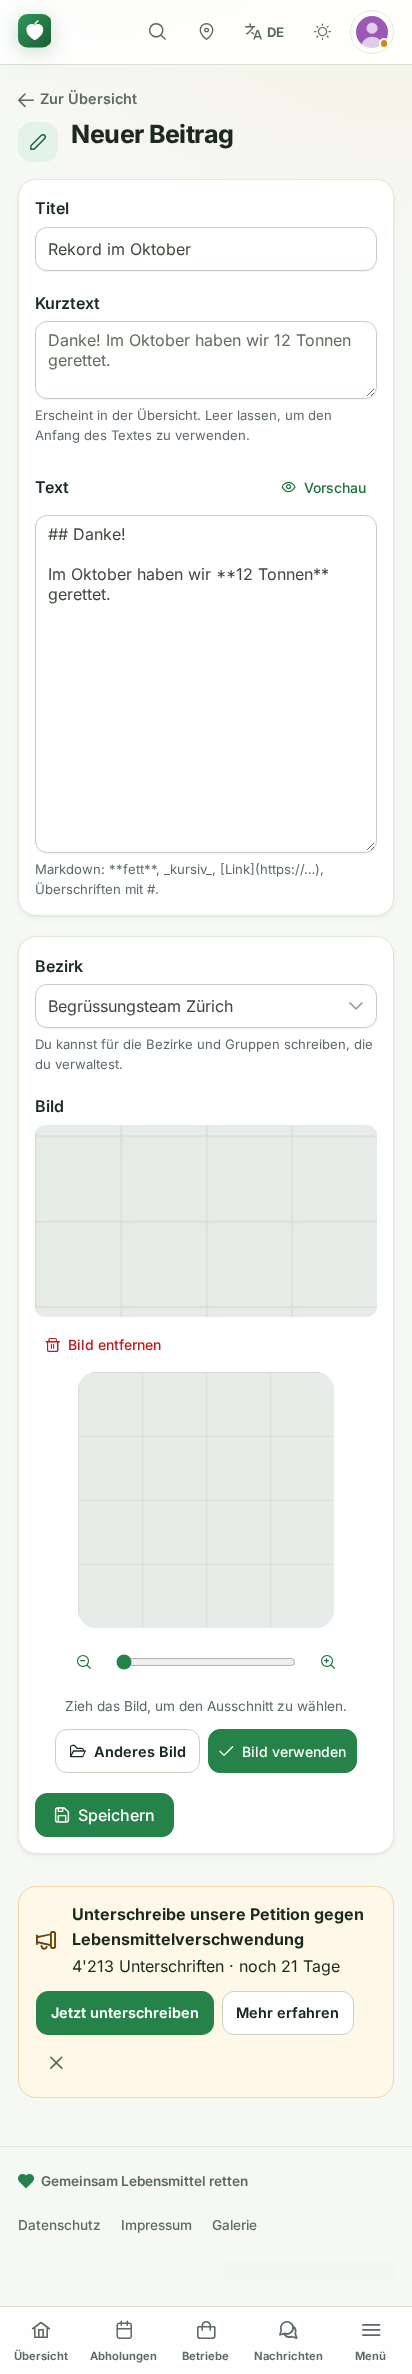 DE
Zur Übersicht
Neuer Beitrag
Titel
Rekord im Oktober
Kurztext
Danke! Im Oktober haben wir 12 Tonnen
gerettet.
Erscheint in der Übersicht. Leer lassen, um den
Anfang des Textes zu verwenden.
Text
Vorschau
## Danke!
Im Oktober haben wir **12 Tonnen**
gerettet.
Markdown: **fett**, _kursiv_, [Link](https://…),
Überschriften mit #.
Bezirk
Begrüssungsteam Zürich
Du kannst für die Bezirke und Gruppen schreiben, die
du verwaltest.
Bild
Bild entfernen
Zieh das Bild, um den Ausschnitt zu wählen.
Anderes Bild
Bild verwenden
Speichern
Unterschreibe unsere Petition gegen
Lebensmittelverschwendung
4'213 Unterschriften · noch 21 Tage
Jetzt unterschreiben
Mehr erfahren
Gemeinsam Lebensmittel retten
Datenschutz Impressum Galerie
Übersicht Abholungen Betriebe Nachrichten Menü